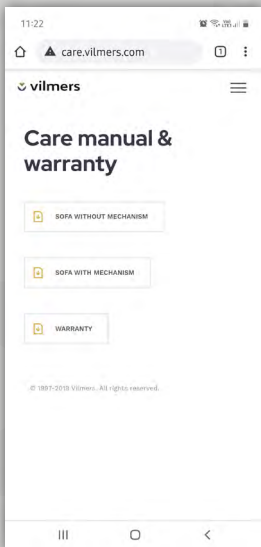 11:22
care.vilmers.com
1
vilmers
Care manual &
warranty
SOFA WITHOUT MECHANISM
SOFA WITH MECHANISM
WARRANTY
© 1997-2019 Vilmers. All rights reserved.